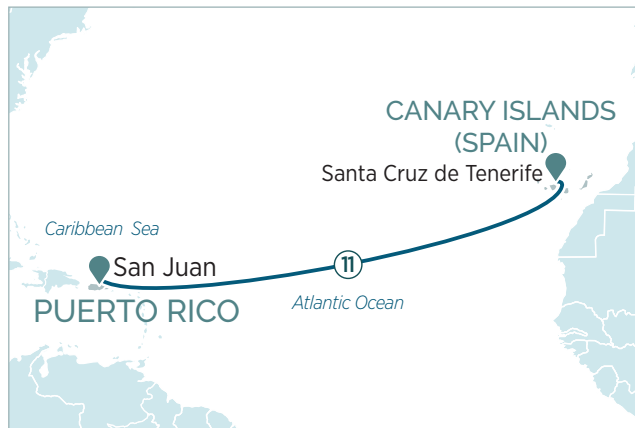 CANARY ISLANDS
(SPAIN)
Santa Cruz de Tenerife
Caribbean Sea
San Juan
11
PUERTO RICO
Atlantic Ocean